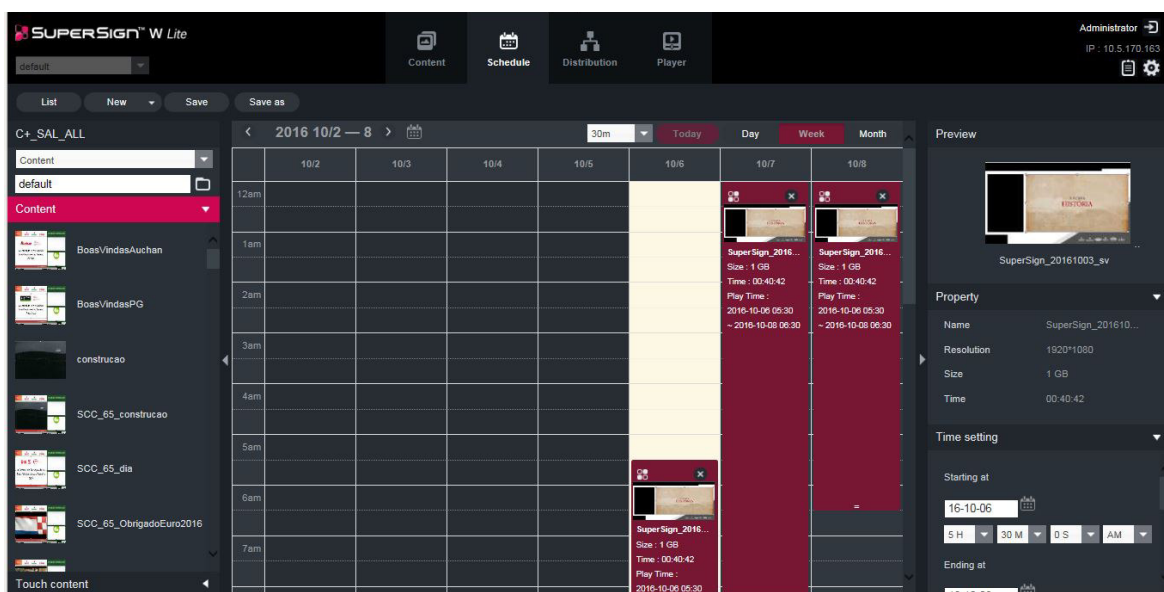 SUPERSIGN™ W Lite
default
Content
Schedule
Distribution
Player
Administrator
IP : 10.5.170.163
List
New
Save
Save as
C+_SAL_ALL
Content
default
Content
BoasVindasAuchan
BoasVindasPG
construcao
SCC_65_construcao
SCC_65_dia
SCC_65_ObrigadoEuro2016
Touch content
2016 10/2 — 8
30m
Today
Day
Week
Month
10/2
10/3
10/4
10/5
10/6
10/7
10/8
12am
1am
2am
3am
4am
5am
6am
7am
SuperSign_2016...
Size : 1 GB
Time : 00:40:42
Play Time :
2016-10-06 05:30
SuperSign_2016...
Size : 1 GB
Time : 00:40:42
Play Time :
2016-10-06 05:30
~ 2016-10-08 06:30
SuperSign_2016...
Size : 1 GB
Time : 00:40:42
Play Time :
2016-10-06 05:30
~ 2016-10-08 06:30
Preview
HISTÓRIA
SuperSign_20161003_sv
Property
Name
SuperSign_201610...
Resolution
1920*1080
Size
1 GB
Time
00:40:42
Time setting
Starting at
16-10-06
5 H
30 M
0 S
AM
Ending at